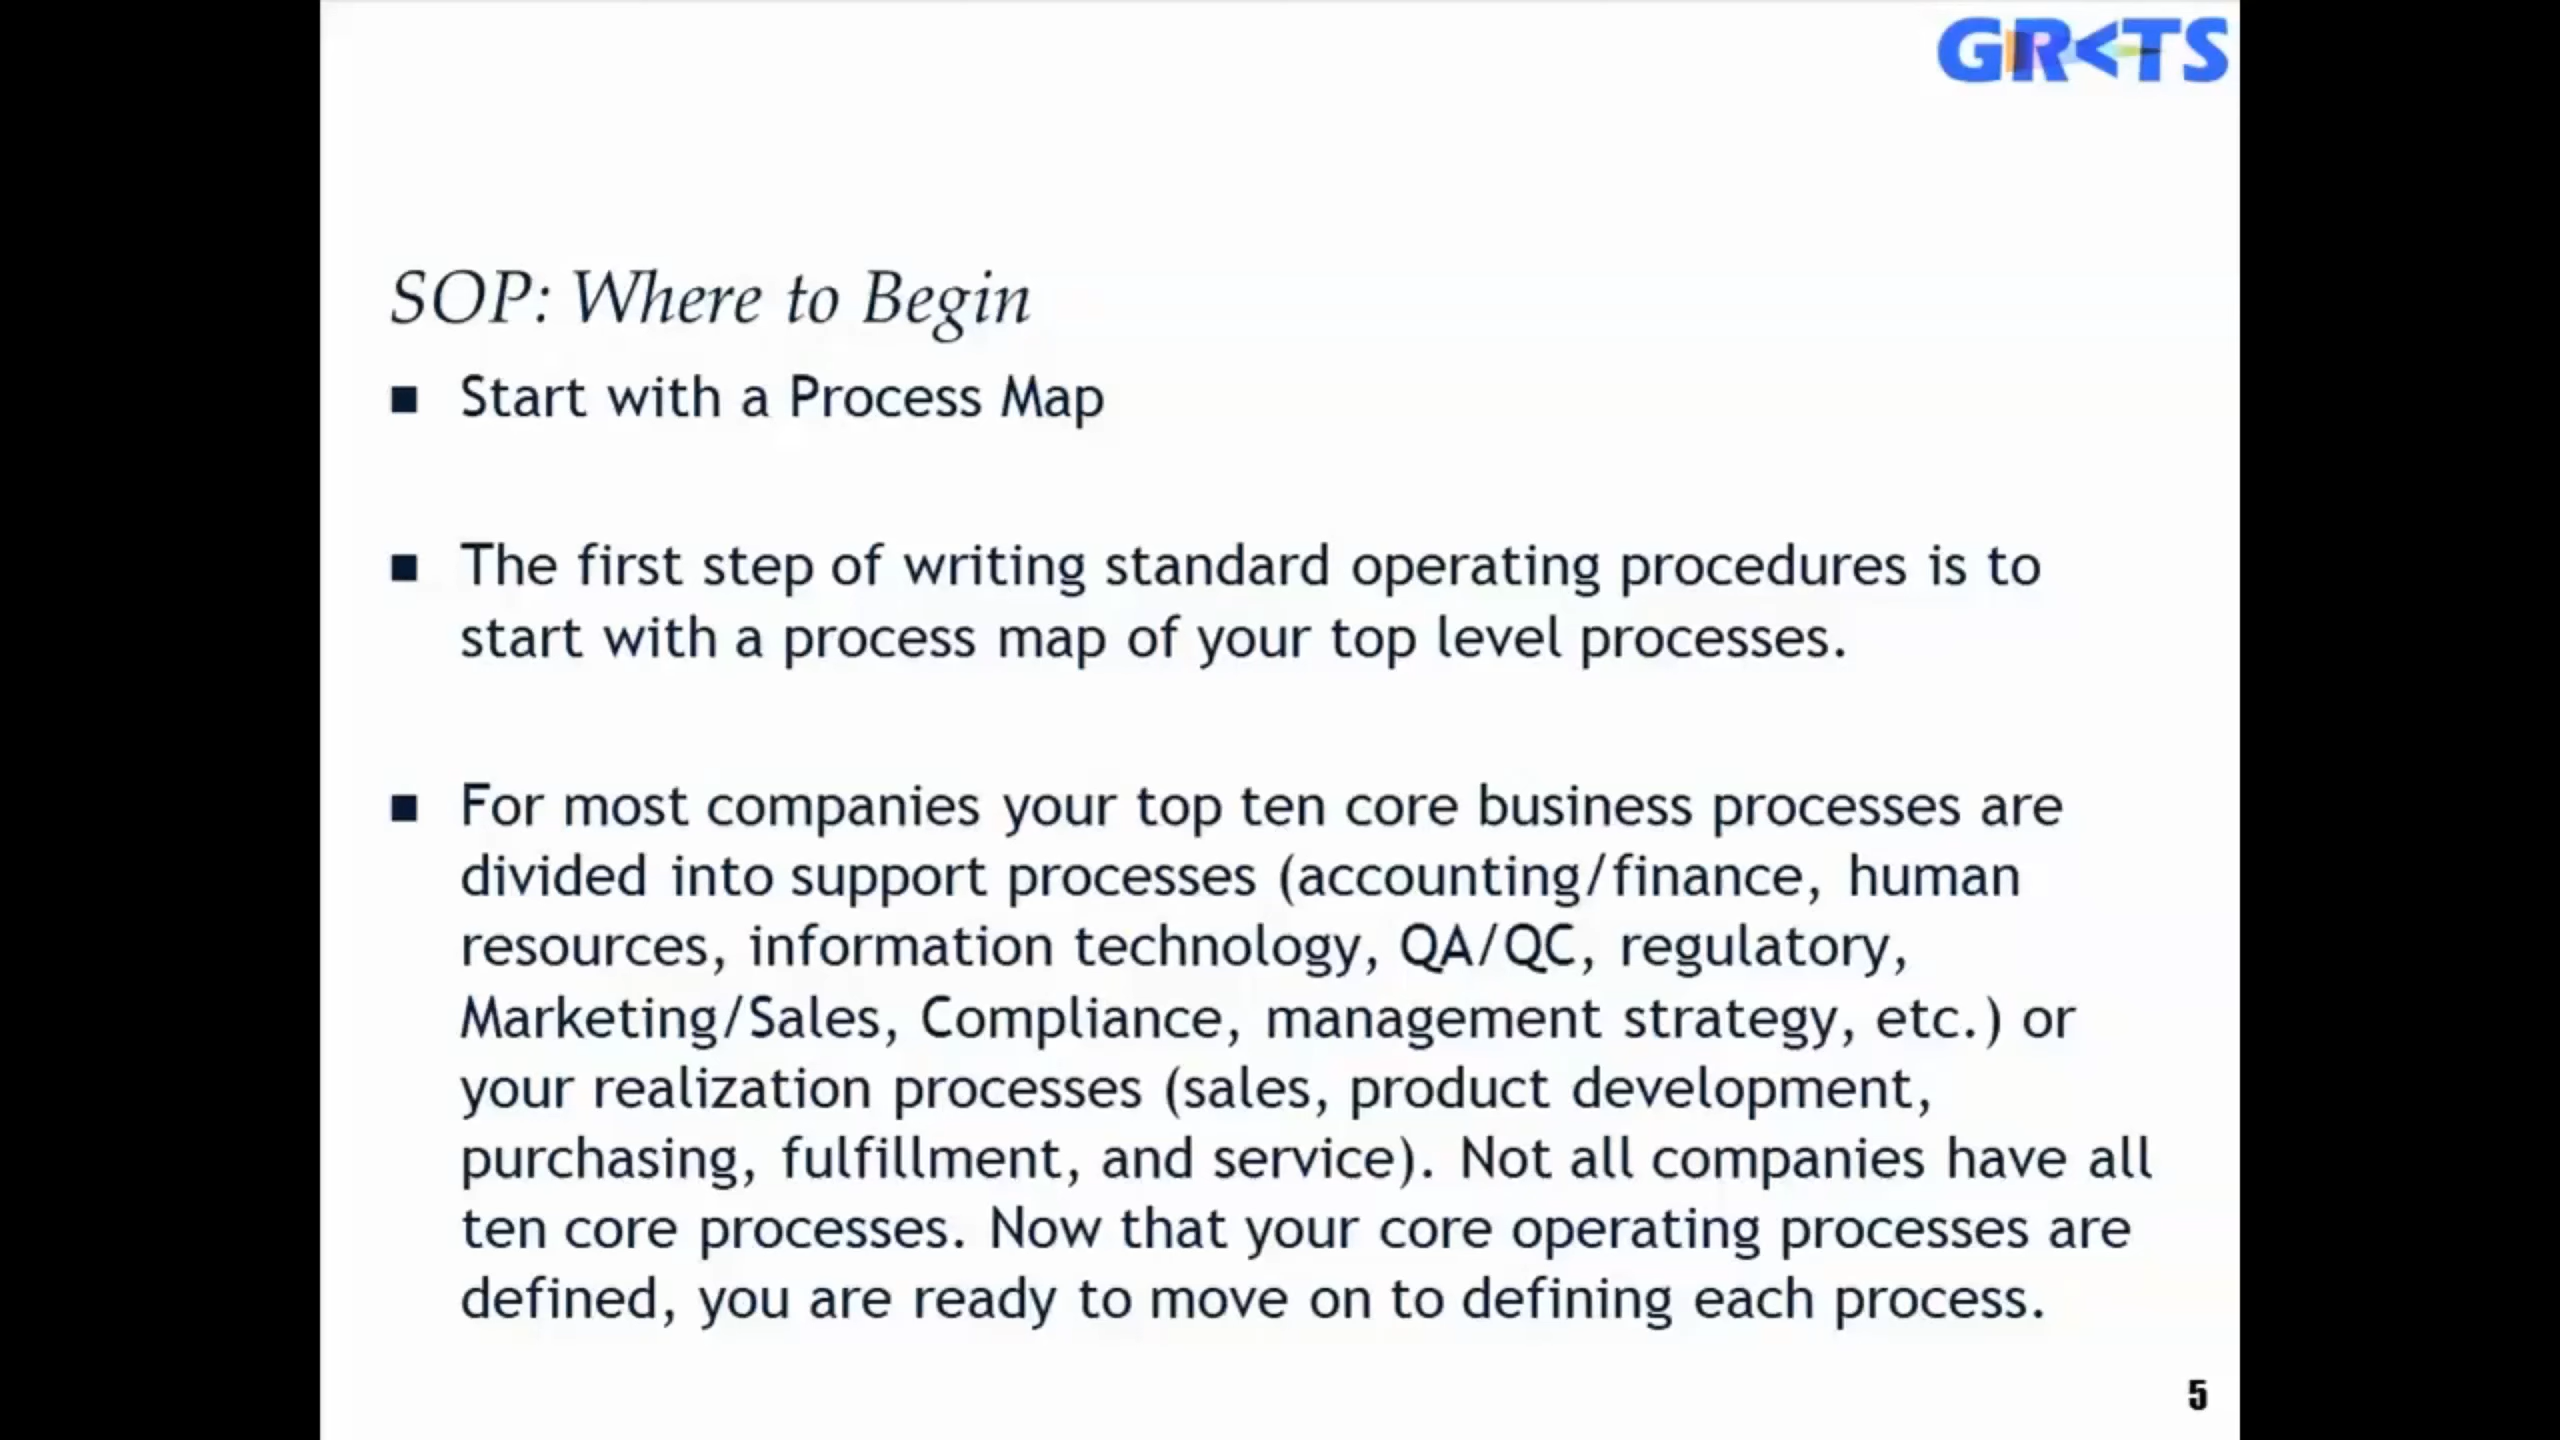 GRCTS
SOP: Where to Begin
■ Start with a Process Map
■ The first step of writing standard operating procedures is to
start with a process map of your top level processes.
■ For most companies your top ten core business processes are
divided into support processes (accounting/finance, human
resources, information technology, QA/QC, regulatory,
Marketing/Sales, Compliance, management strategy, etc.) or
your realization processes (sales, product development,
purchasing, fulfillment, and service). Not all companies have all
ten core processes. Now that your core operating processes are
defined, you are ready to move on to defining each process.
5